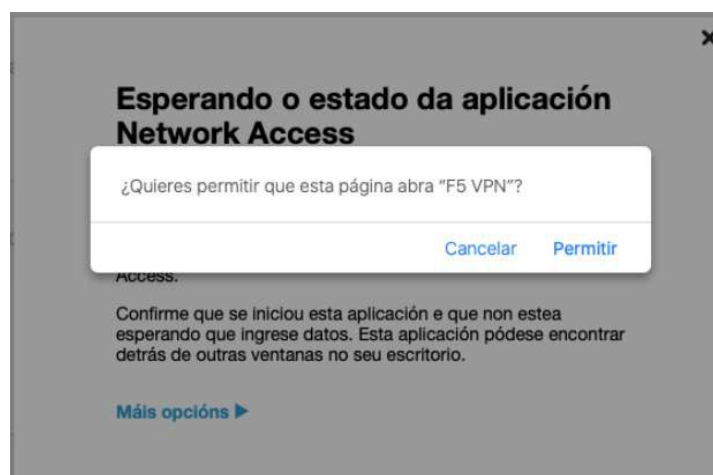 Esperando o estado da aplicación
Network Access
¿Quieres permitir que esta página abra "F5 VPN"?
Cancelar Permitir
Access.
Confirme que se iniciou esta aplicación e que non estea
esperando que ingrese datos. Esta aplicación pódese encontrar
detrás de outras ventanas no seu escritorio.
Máis opcións ▶